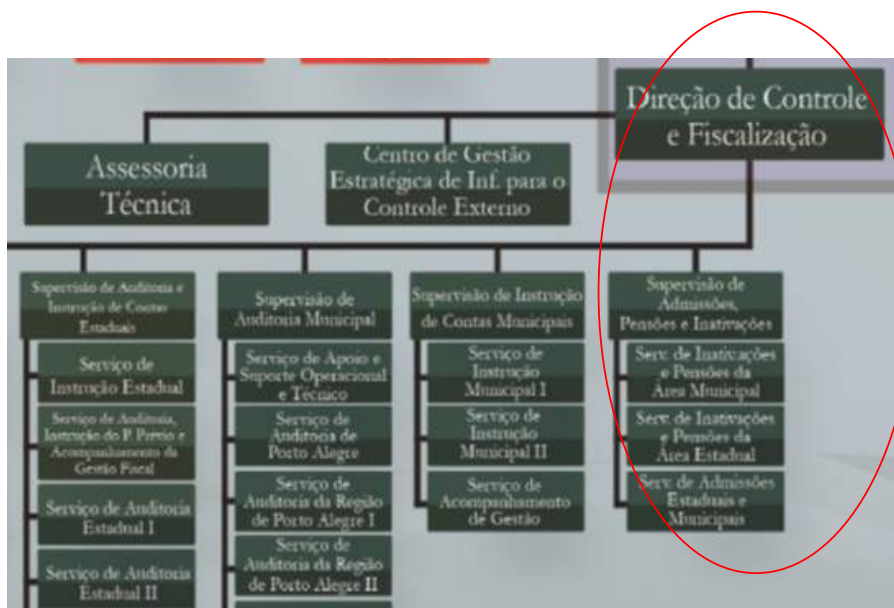 Direção de Controle
e Fiscalização
Assessoria
Técnica
Centro de Gestão
Estratégica de Inf. para o
Controle Externo
Supervisão de Auditoria e
Instrução de Contas
Estaduais
Serviço de
Instrução Estadual
Serviço de Auditoria,
Instrução do P. Prévio e
Acompanhamento da
Gestão Fiscal
Serviço de Auditoria
Estadual I
Serviço de Auditoria
Estadual II
Supervisão de
Auditoria Municipal
Serviço de Apoio e
Suporte Operacional
e Técnico
Serviço de
Auditoria de
Porto Alegre
Serviço de
Auditoria da Região
de Porto Alegre I
Serviço de
Auditoria da Região
de Porto Alegre II
Supervisão de Instrução
de Contas Municipais
Serviço de
Instrução
Municipal I
Serviço de
Instrução
Municipal II
Serviço de
Acompanhamento
de Gestão
Supervisão de
Admissões,
Pensões e Inativações
Serv. de Inativações
e Pensões da
Área Municipal
Serv. de Inativações
e Pensões da
Área Estadual
Serv. de Admissões
Estaduais e
Municipais